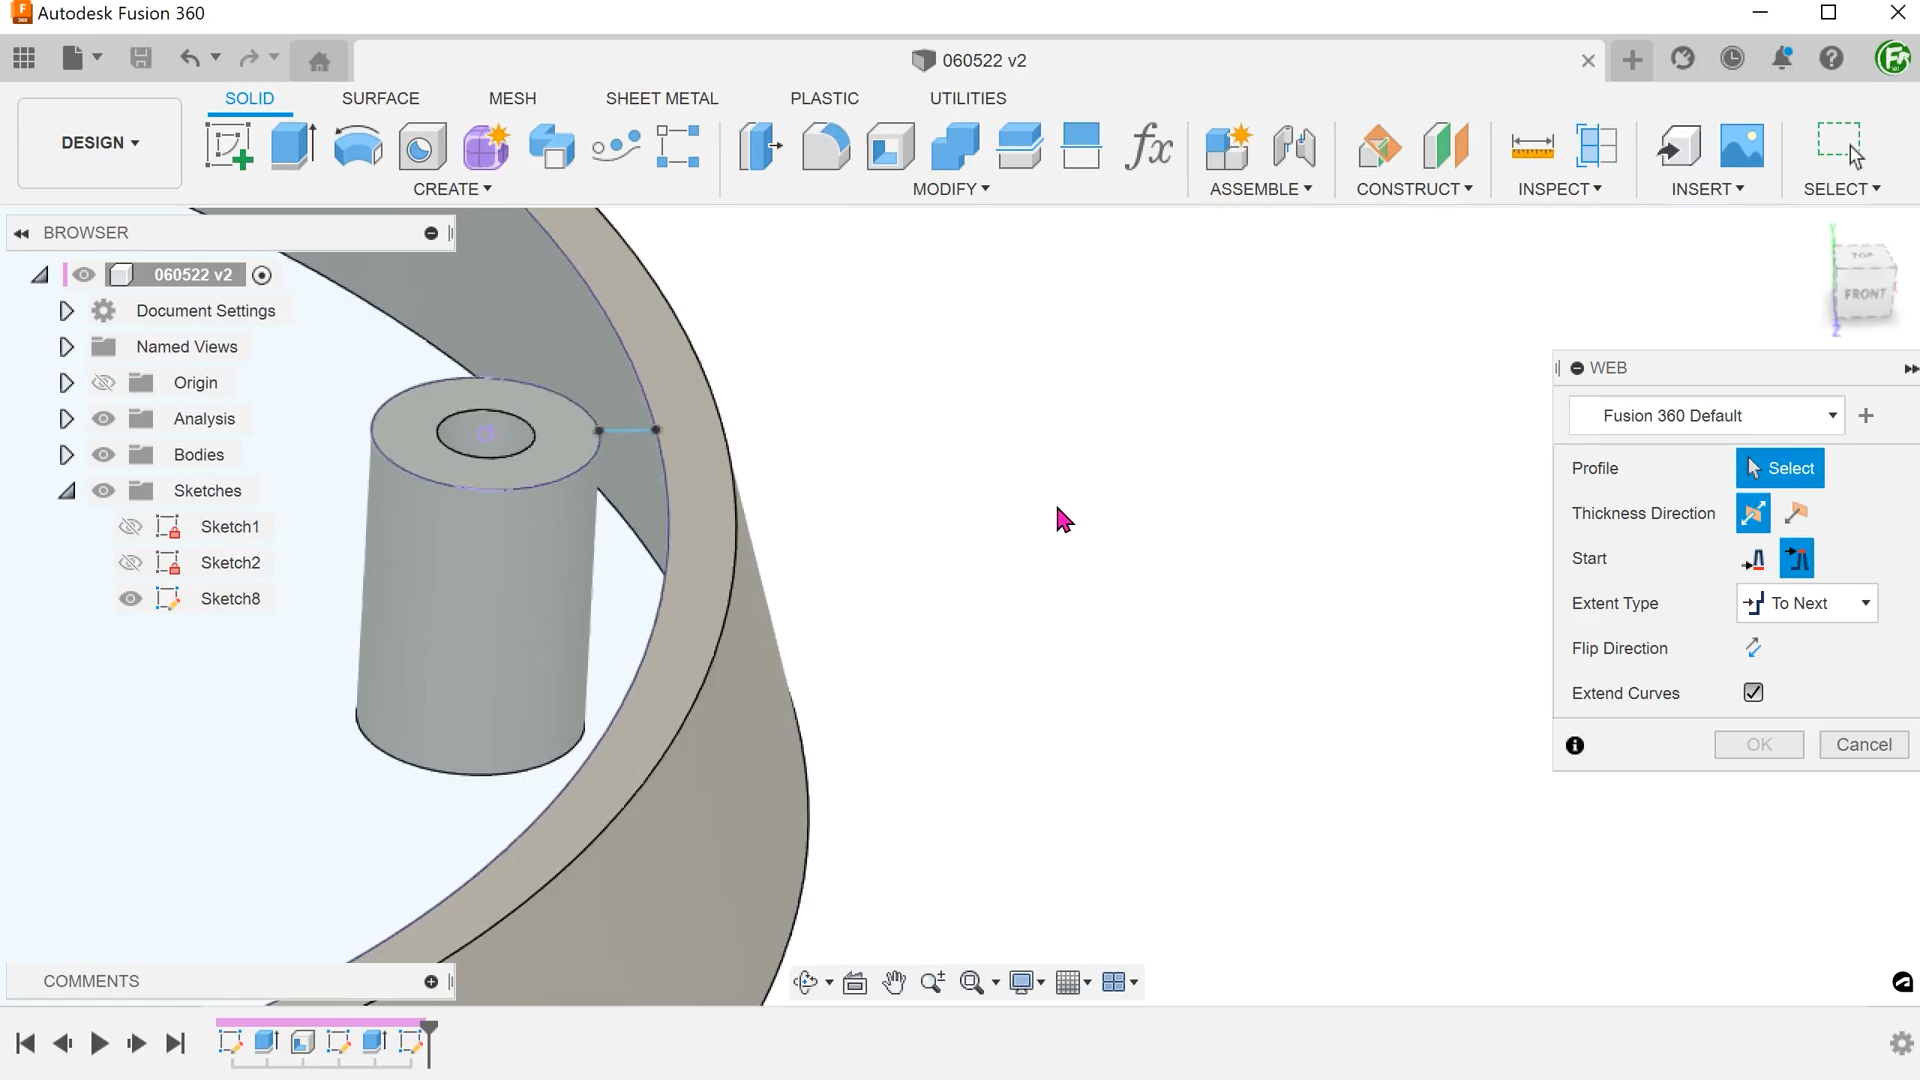 Autodesk Fusion 360
060522 v2
SOLID SURFACE MESH SHEET METAL PLASTIC UTILITIES
DESIGN
CREATE MODIFY ASSEMBLE CONSTRUCT INSPECT INSERT SELECT
BROWSER
060522 v2
Document Settings
Named Views
Origin
Analysis
Bodies
Sketches
Sketch1
Sketch2
Sketch8
TOP
FRONT
Y
Z
WEB
Fusion 360 Default
Profile Select
Thickness Direction
Start
Extent Type To Next
Flip Direction
Extend Curves
OK Cancel
COMMENTS